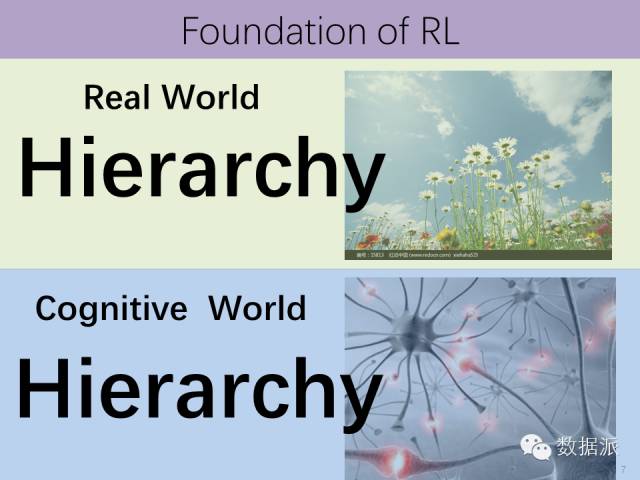 Foundation of RL
Real World
Hierarchy
编号:15813 红动中国 (www.redocn.com) xiehaha525
Cognitive World
Hierarchy
数据派
7